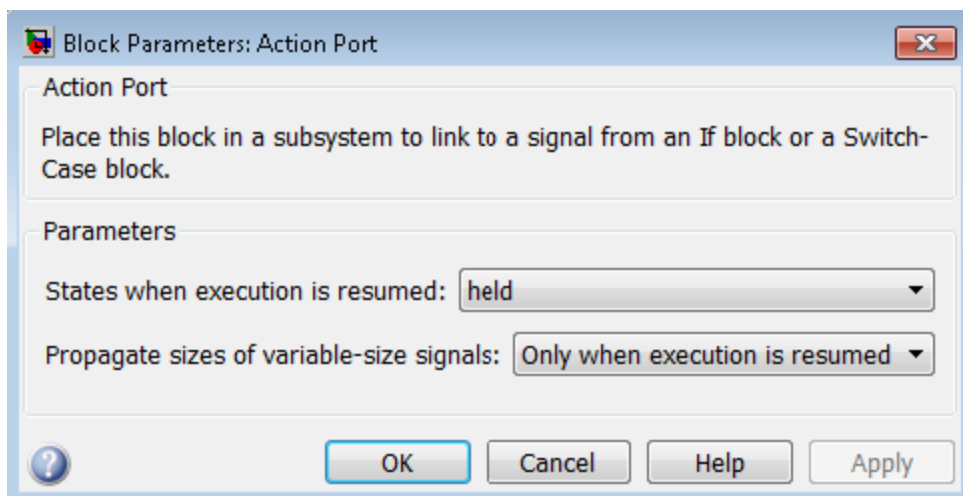 Block Parameters: Action Port
Action Port
Place this block in a subsystem to link to a signal from an If block or a Switch-
Case block.
Parameters
States when execution is resumed: held
Propagate sizes of variable-size signals: Only when execution is resumed
? OK Cancel Help Apply